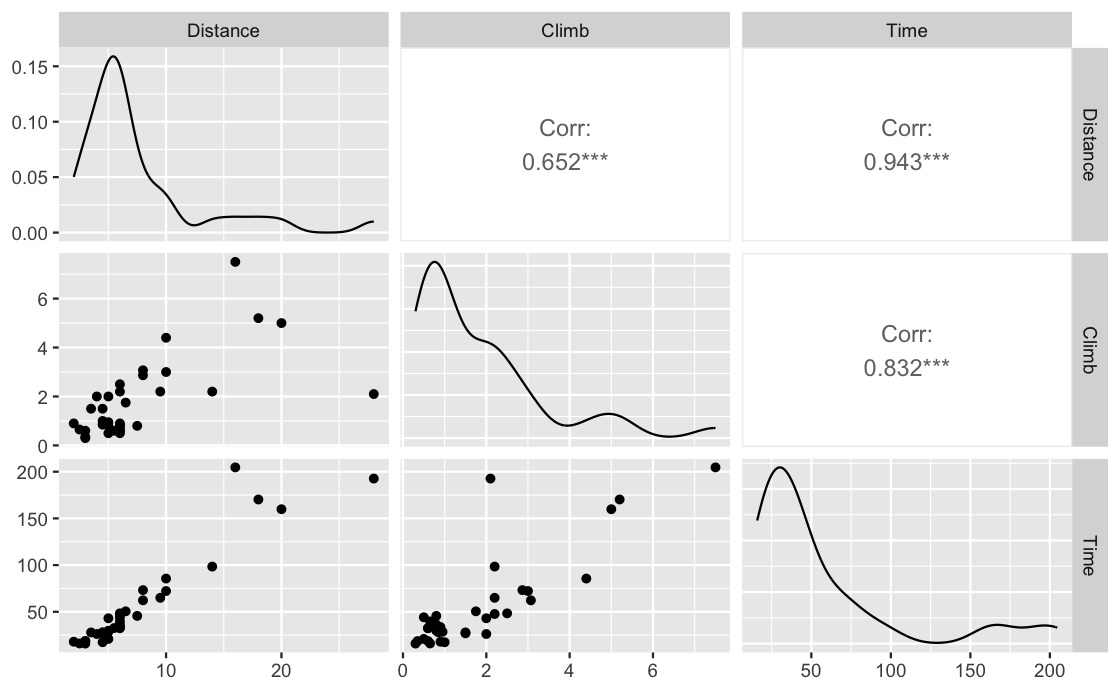 Distance Climb Time
0.15
0.10
0.05
0.00
Corr:
0.652***
Corr:
0.943***
Distance
6
4
2
0
Corr:
0.832***
Climb
200
150
100
50
Time
10 20 0 2 4 6 50 100 150 200